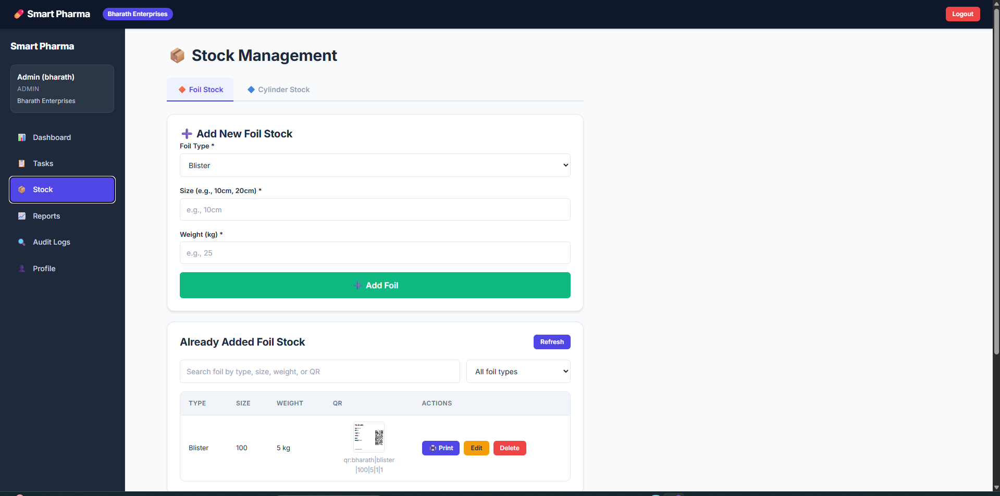 Smart Pharma
Bharath Enterprises
Logout
Smart Pharma
Admin (bharath)
ADMIN
Bharath Enterprises
Dashboard
Tasks
Stock
Reports
Audit Logs
Profile
Stock Management
Foil Stock
Cylinder Stock
Add New Foil Stock
Foil Type *
Blister
Size (e.g., 10cm, 20cm) *
e.g., 10cm
Weight (kg) *
e.g., 25
Add Foil
Already Added Foil Stock
Refresh
Search foil by type, size, weight, or QR
All foil types
TYPE SIZE WEIGHT QR ACTIONS
Blister 100 5 kg
Print Edit Delete
qr:bharath|blister
|100|5|1|1